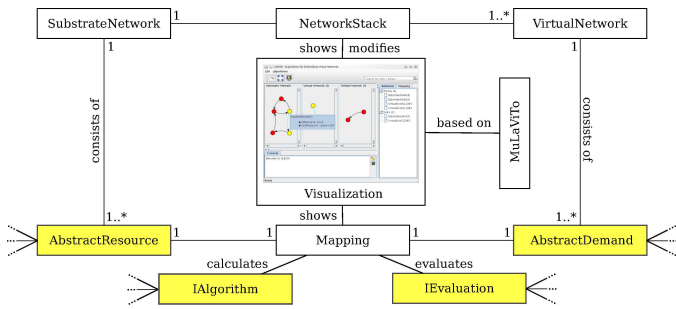 SubstrateNetwork
1
1
NetworkStack
1..*
VirtualNetwork
1
1
shows
modifies
consists of
based on
MuLaViTo
consists of
Visualization
1..*
shows
1..*
AbstractResource
1
1
Mapping
1
1
AbstractDemand
calculates
evaluates
IAlgorithm
IEvaluation